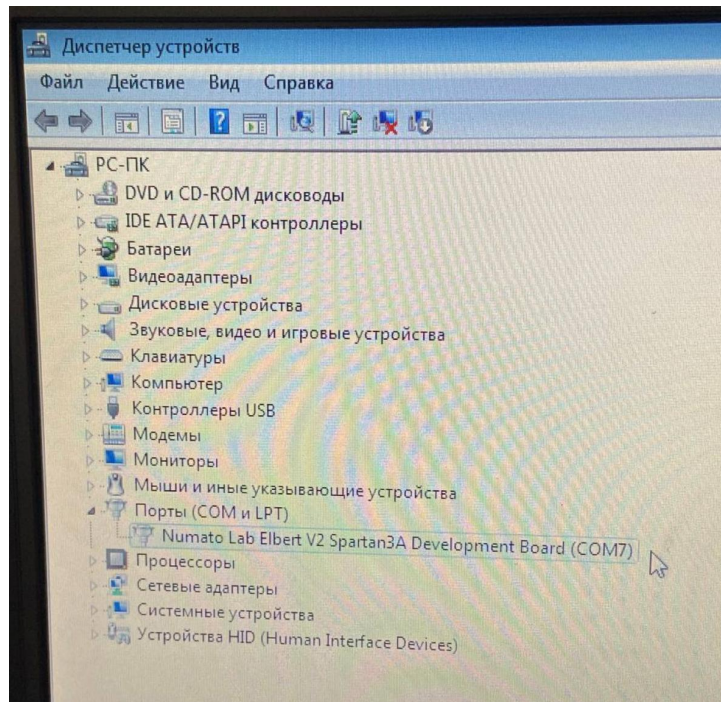 Диспетчер устройств
Файл Действие Вид Справка
?
PC-ПК
DVD и CD-ROM дисководы
IDE ATA/ATAPI контроллеры
Батареи
Видеоадаптеры
Дисковые устройства
Звуковые, видео и игровые устройства
Клавиатуры
Компьютер
Контроллеры USB
Модемы
Мониторы
Мыши и иные указывающие устройства
Порты (COM и LPT)
Numato Lab Elbert V2 Spartan3A Development Board (COM7)
Процессоры
Сетевые адаптеры
Системные устройства
Устройства HID (Human Interface Devices)